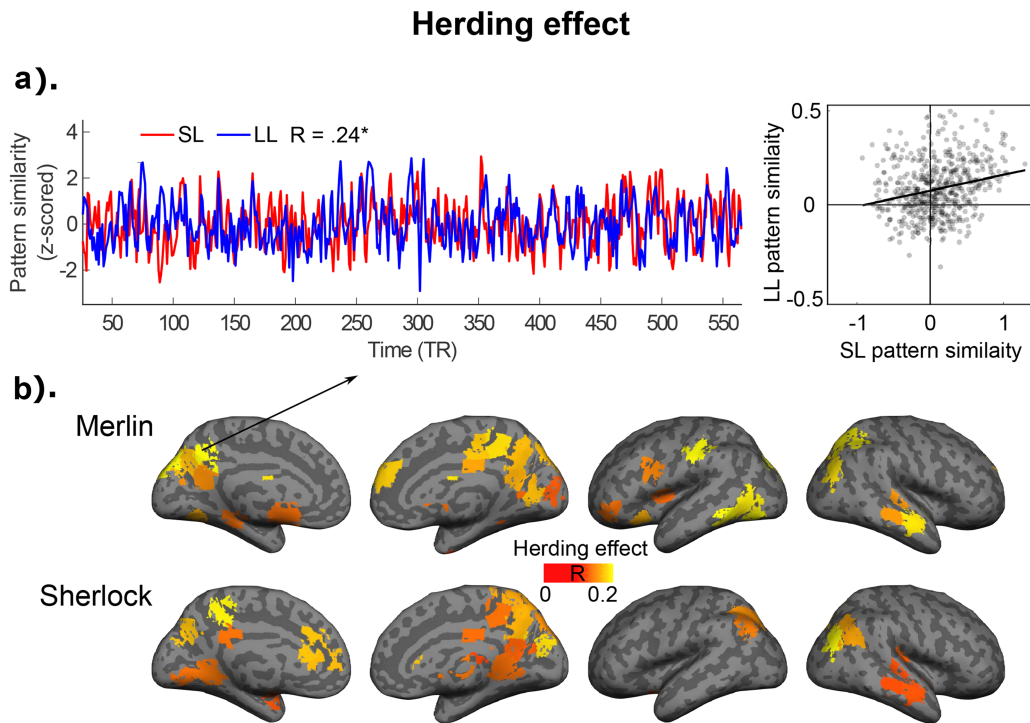 Herding effect
a).
SL LL R = .24*
Pattern similarity
(z-scored)
4
2
0
-2
50 100 150 200 250 300 350 400 450 500 550
Time (TR)
LL pattern similaity
0.5
0
-0.5
-1 0 1
SL pattern similaity
b).
Merlin
Herding effect
R
0 0.2
Sherlock